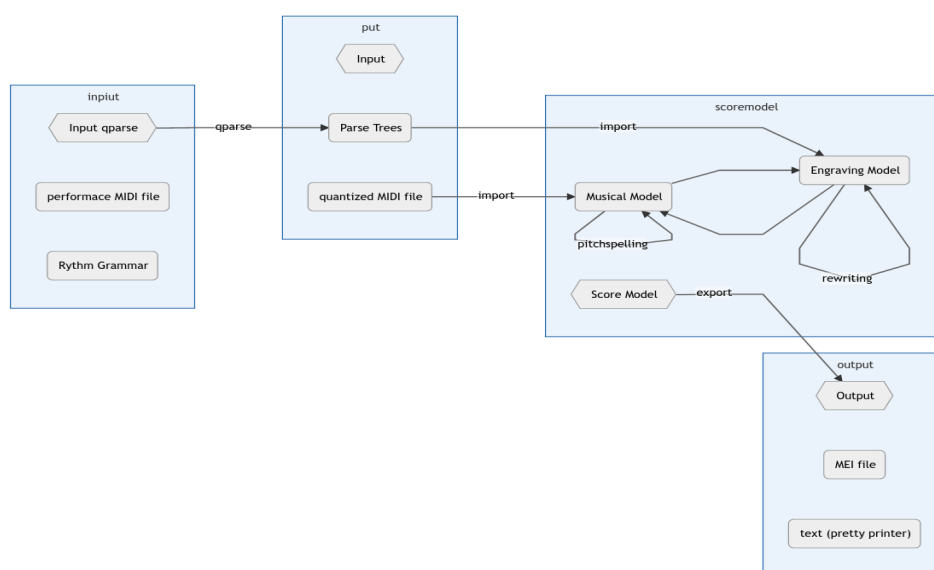 inpiut
Input qparse
performace MIDI file
Rythm Grammar
qparse
put
Input
Parse Trees
quantized MIDI file
import
import
scoremodel
Engraving Model
Musical Model
pitchspelling
rewriting
Score Model
export
output
Output
MEI file
text (pretty printer)